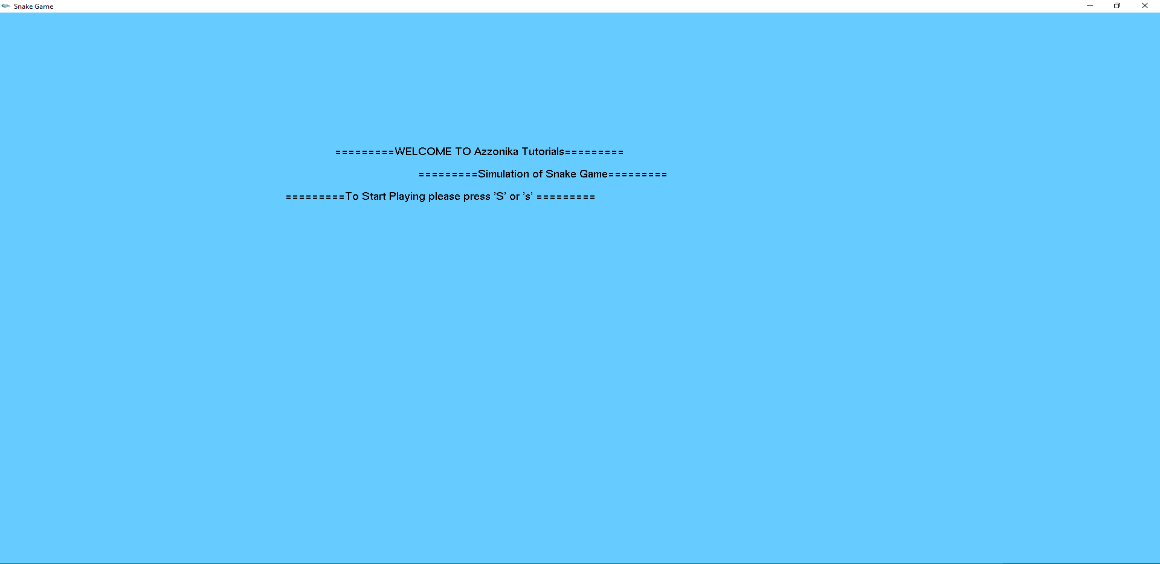 Snake Game
=========WELCOME TO Azzonika Tutorials=========
=========Simulation of Snake Game=========
=========To Start Playing please press 'S' or 's' =========